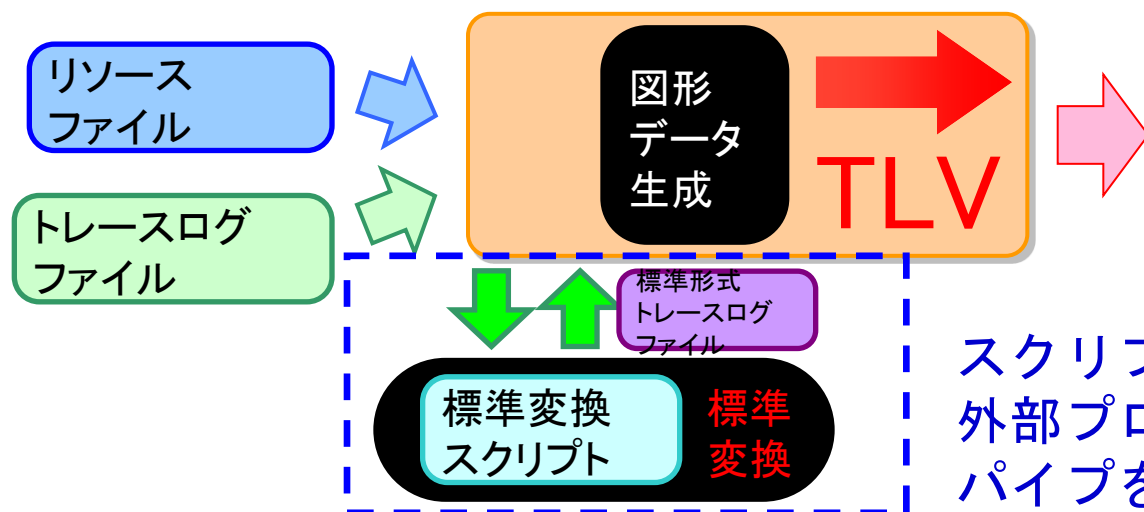 リソース
ファイル
トレースログ
ファイル
図形
データ
生成
TLV
標準形式
トレースログ
ファイル
標準変換
スクリプト
標準
変換
スクリプ
外部プロ
パイプを